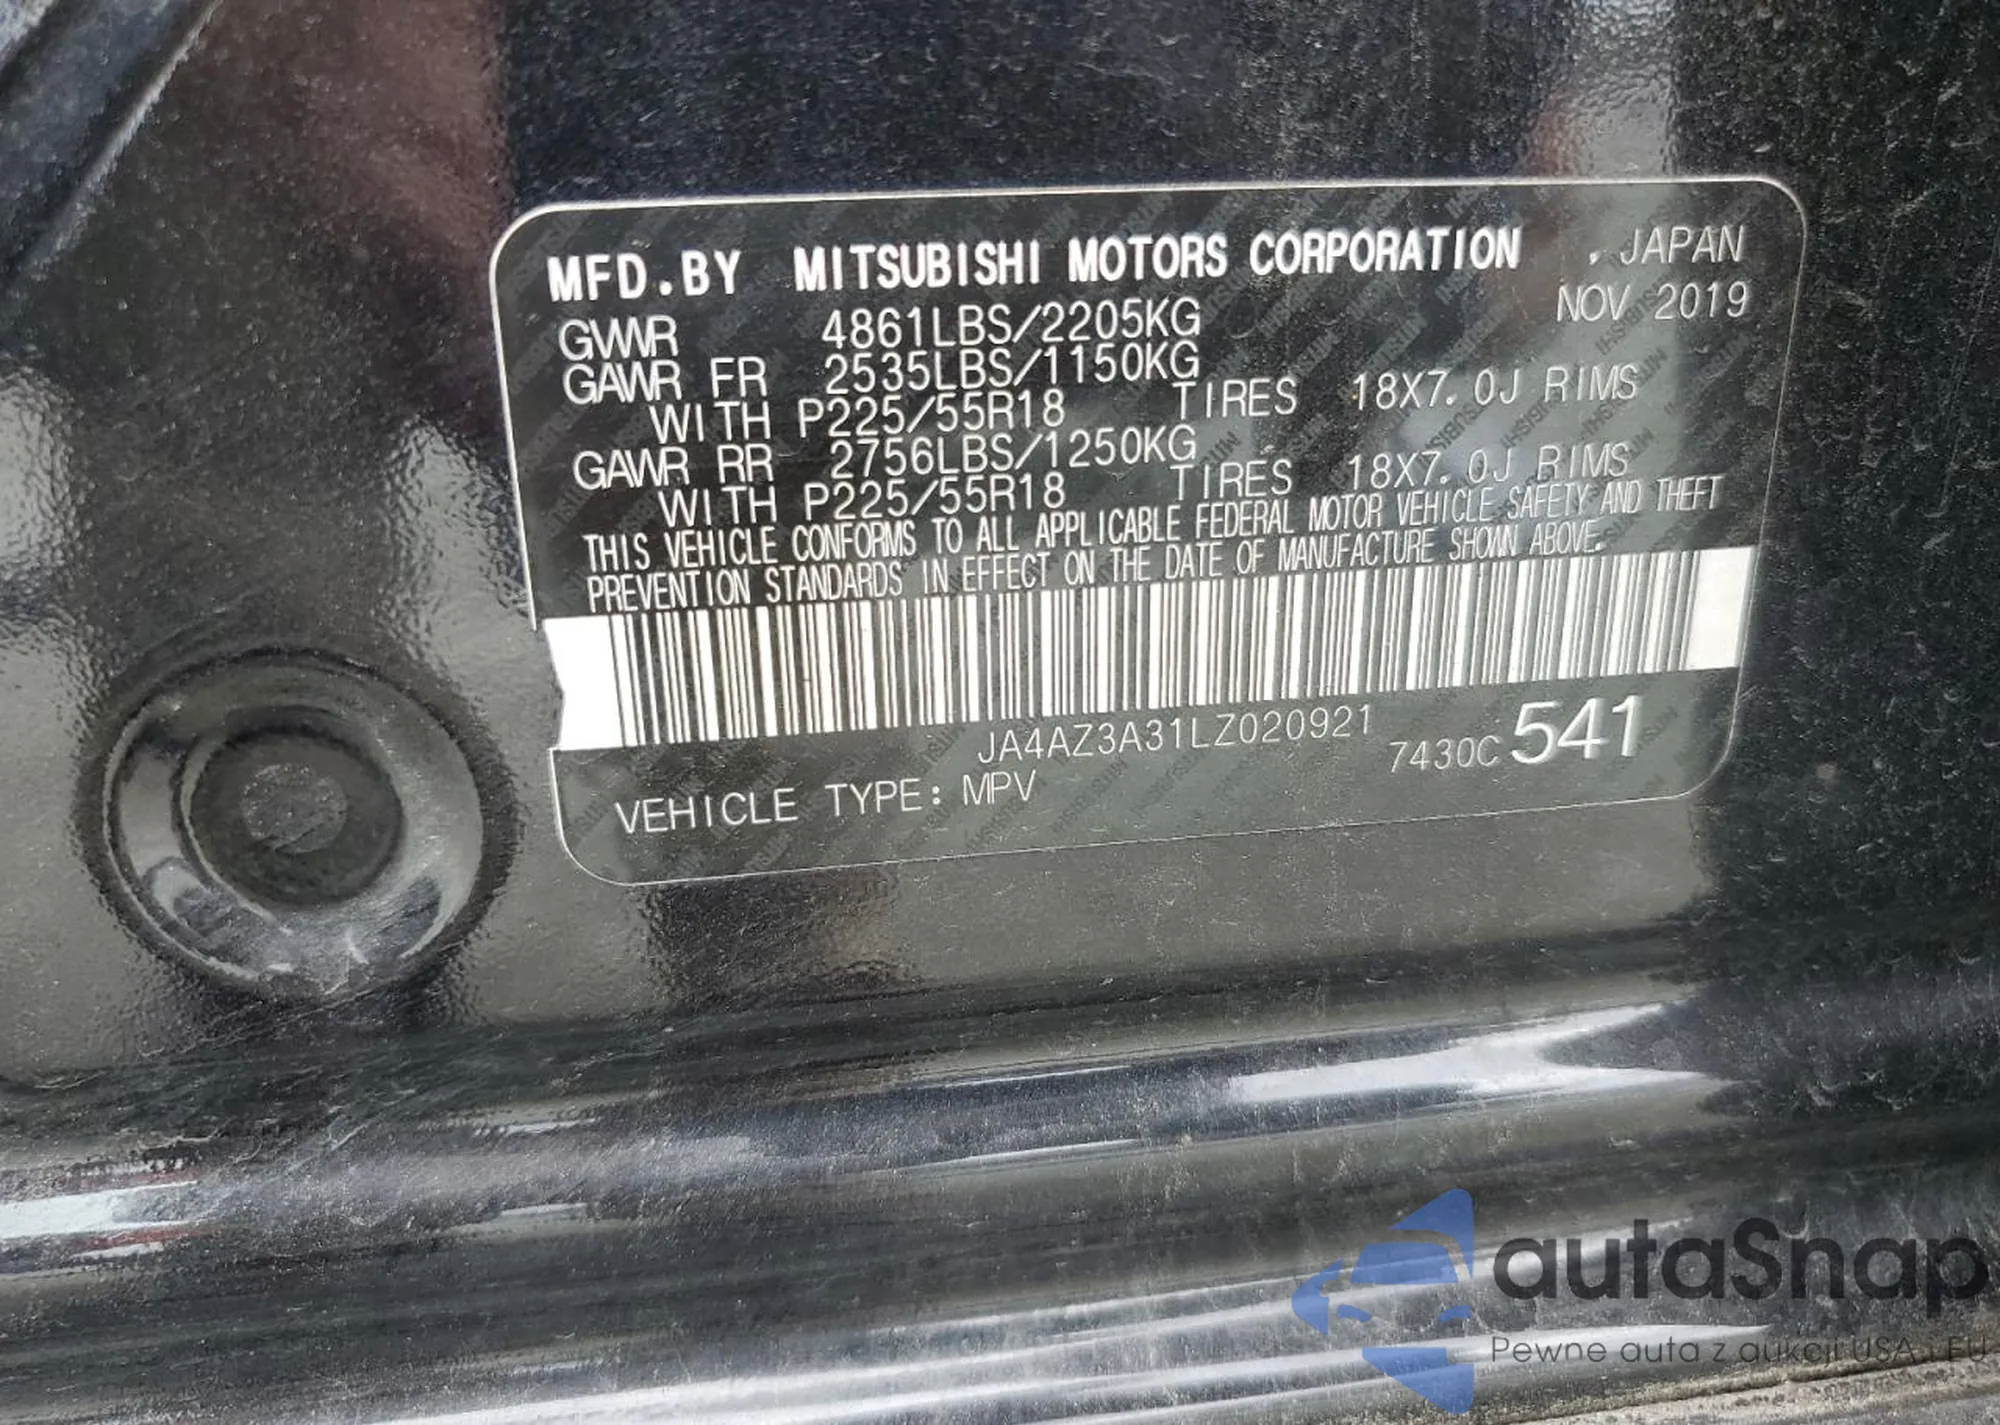 MFD.BY MITSUBISHI MOTORS CORPORATION , JAPAN
NOV 2019
GVWR 4861LBS/2205KG
GAWR FR 2535LBS/1150KG
WITH P225/55R18 TIRES 18X7.0J RIMS
GAWR RR 2756LBS/1250KG
WITH P225/55R18 TIRES 18X7.0J RIMS
THIS VEHICLE CONFORMS TO ALL APPLICABLE FEDERAL MOTOR VEHICLE SAFETY AND THEFT
PREVENTION STANDARDS IN EFFECT ON THE DATE OF MANUFACTURE SHOWN ABOVE.
JA4AZ3A31LZ020921 7430C 541
VEHICLE TYPE: MPV
autaSnap
Pewne auta z aukcji USA i EU